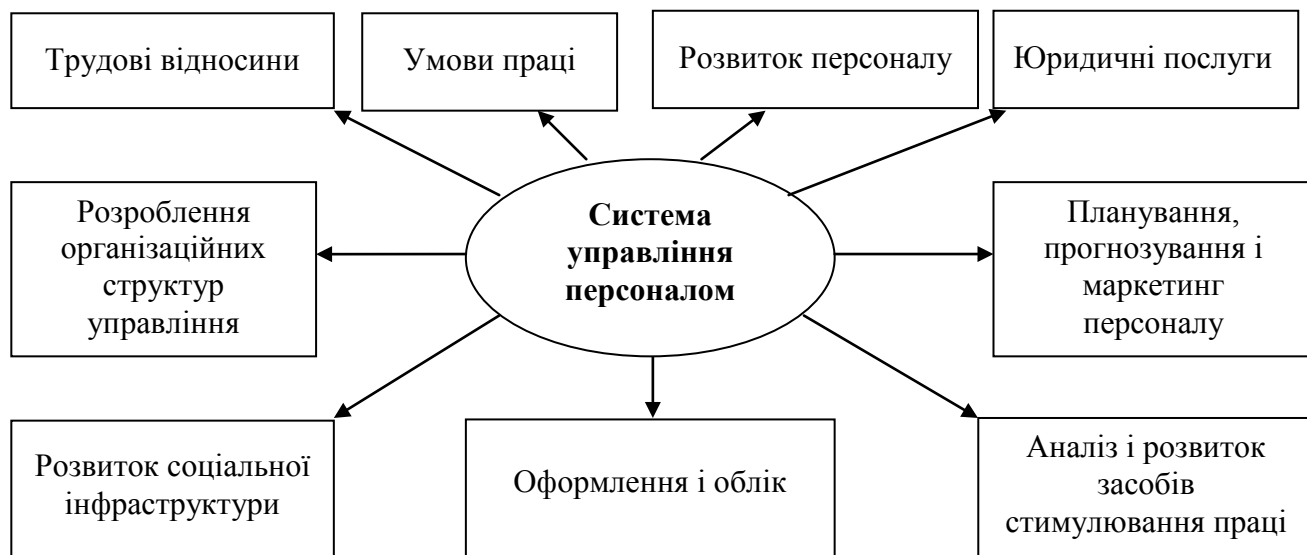 Трудові відносини
Умови праці
Розвиток персоналу
Юридичні послуги
Розроблення
організаційних
структур
управління
Система
управління
персоналом
Планування,
прогнозування і
маркетинг
персоналу
Розвиток соціальної
інфраструктури
Оформлення і облік
Аналіз і розвиток
засобів
стимулювання праці